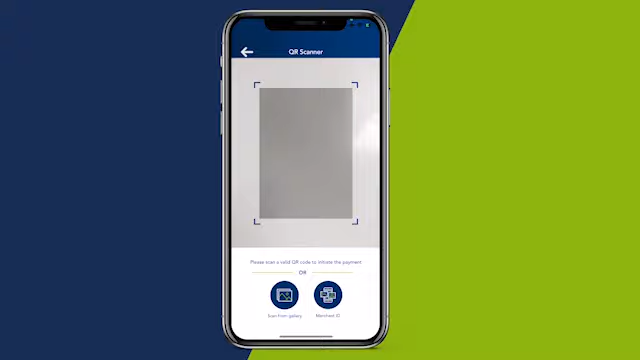 QR Scanner
Please scan a valid QR code to initiate the payment
OR
Scan from gallery
Merchant ID